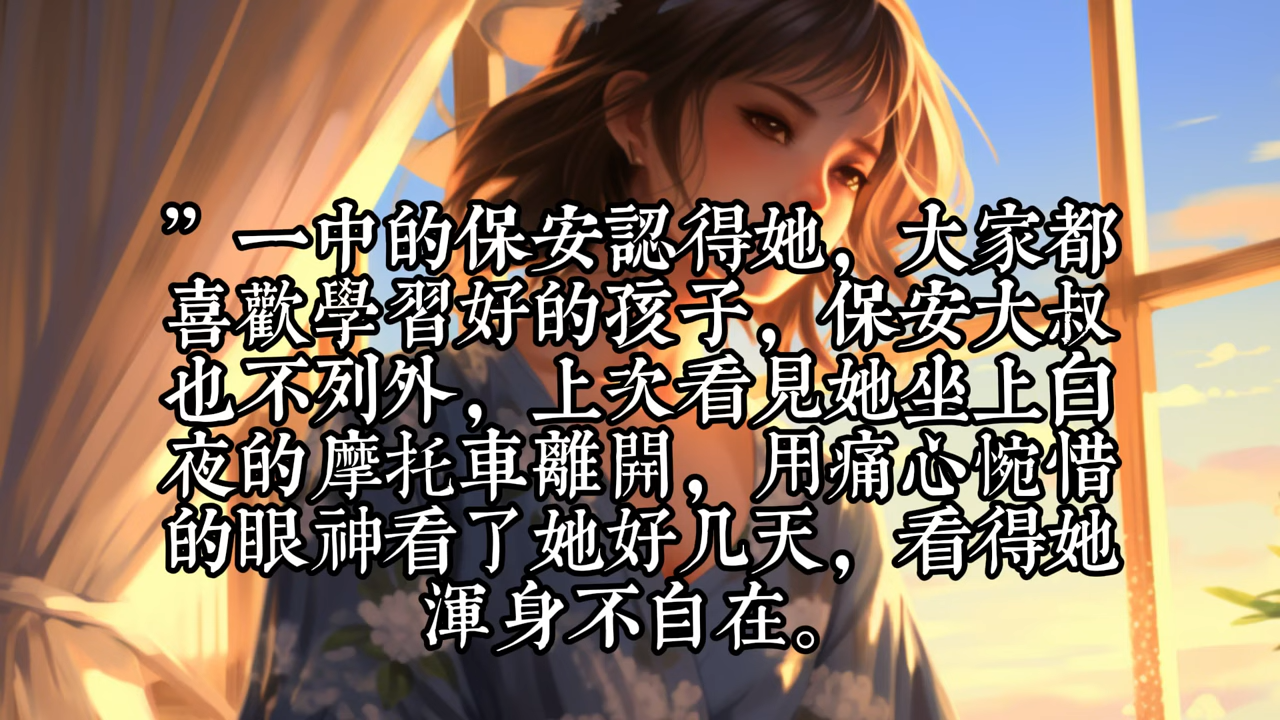 ”一中的保安認得她，大家都
喜歡學習好的孩子，保安大叔
也不列外，上次看見她坐上白
夜的摩托車離開，用痛心惋惜
的眼神看了她好几天，看得她
渾身不自在。